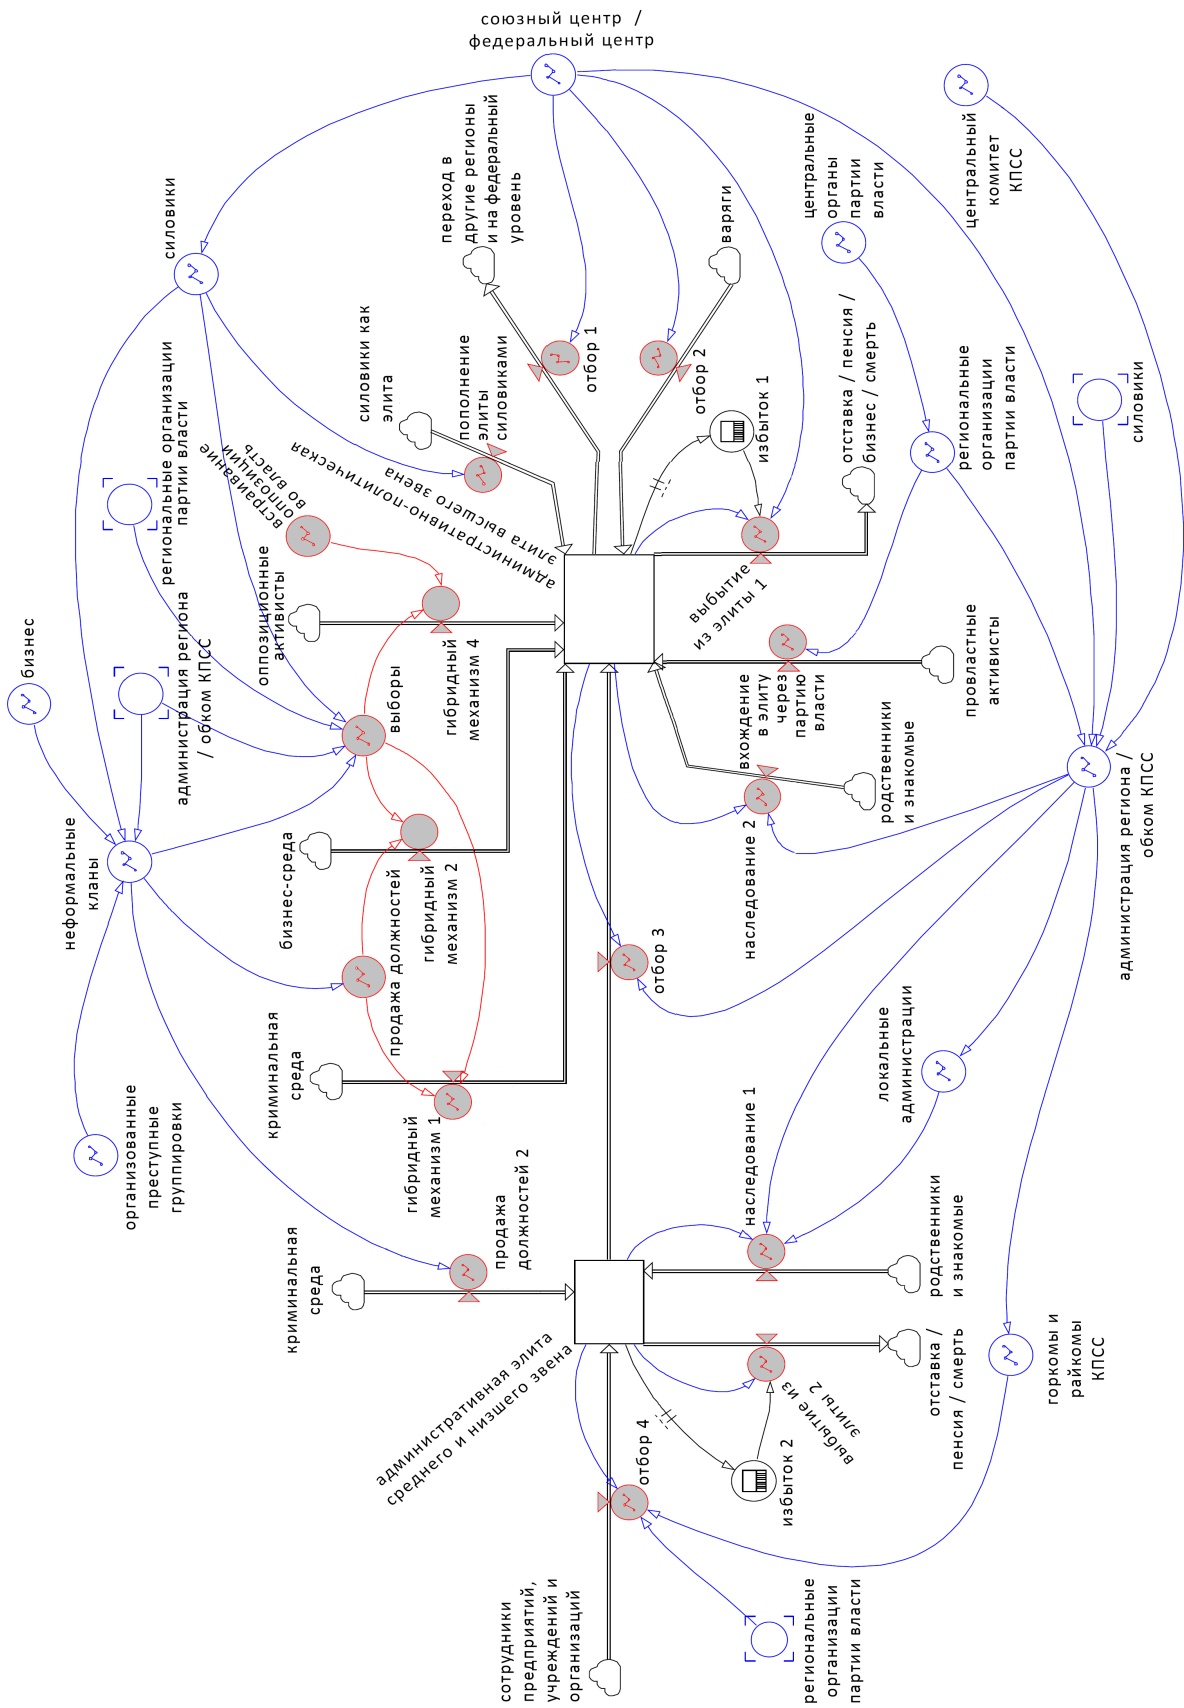 союзный центр /
федеральный центр
силовики
переход в
другие регионы
и на федеральный
уровень
варяги
центральные
органы
партии
власти
центральный
комитет
КПСС
силовики как
элита
пополнение
элиты
силовиками
отбор 1
отбор 2
избыток 1
отставка / пенсия /
бизнес / смерть
региональные
организации
партии власти
силовики
региональные организации
партии власти
встраивание
оппозиции
во власть
административно-политическая
элита высшего звена
бизнес
администрация региона
/ обком КПСС
оппозиционные
активисты
выборы
гибридный
механизм 4
выбытие
из элиты 1
вхождение
в элиту
через
партию
власти
провластные
активисты
неформальные
кланы
бизнес-среда
продажа должностей
гибридный
механизм 2
отбор 3
наследование 2
родственники
и знакомые
администрация региона /
обком КПСС
организованные
преступные
группировки
криминальная
среда
гибридный
механизм 1
локальные
администрации
криминальная
среда
продажа
должностей 2
наследование 1
родственники
и знакомые
административная элита
среднего и низшего звена
отбор 4
избыток 2
выбытие из
элиты 2
отставка /
пенсия / смерть
горкомы и
райкомы
КПСС
сотрудники
предприятий,
учреждений и
организаций
региональные
организации
партии власти